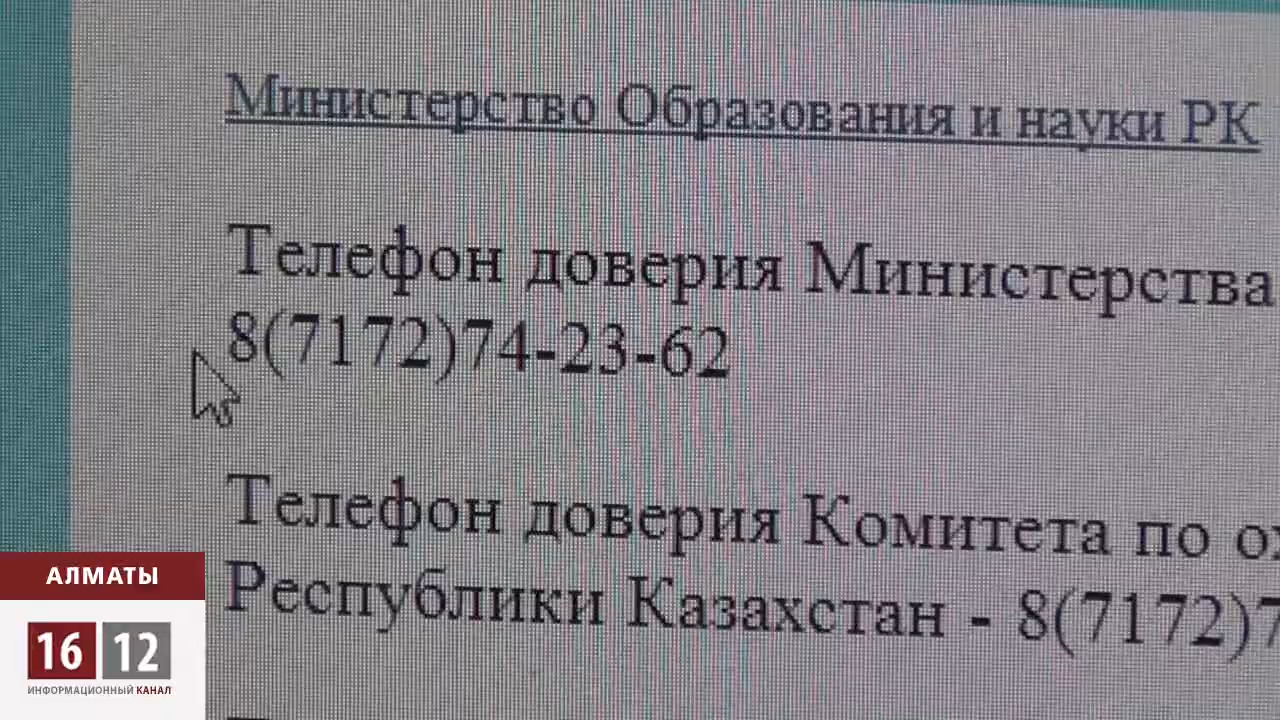 Министерство Образования и науки РК
Телефон доверия Министерства
8(7172)74-23-62
Телефон доверия Комитета по
Республики Казахстан - 8(7172)7
АЛМАТЫ
16 12
ИНФОРМАЦИОННЫЙ КАНАЛ